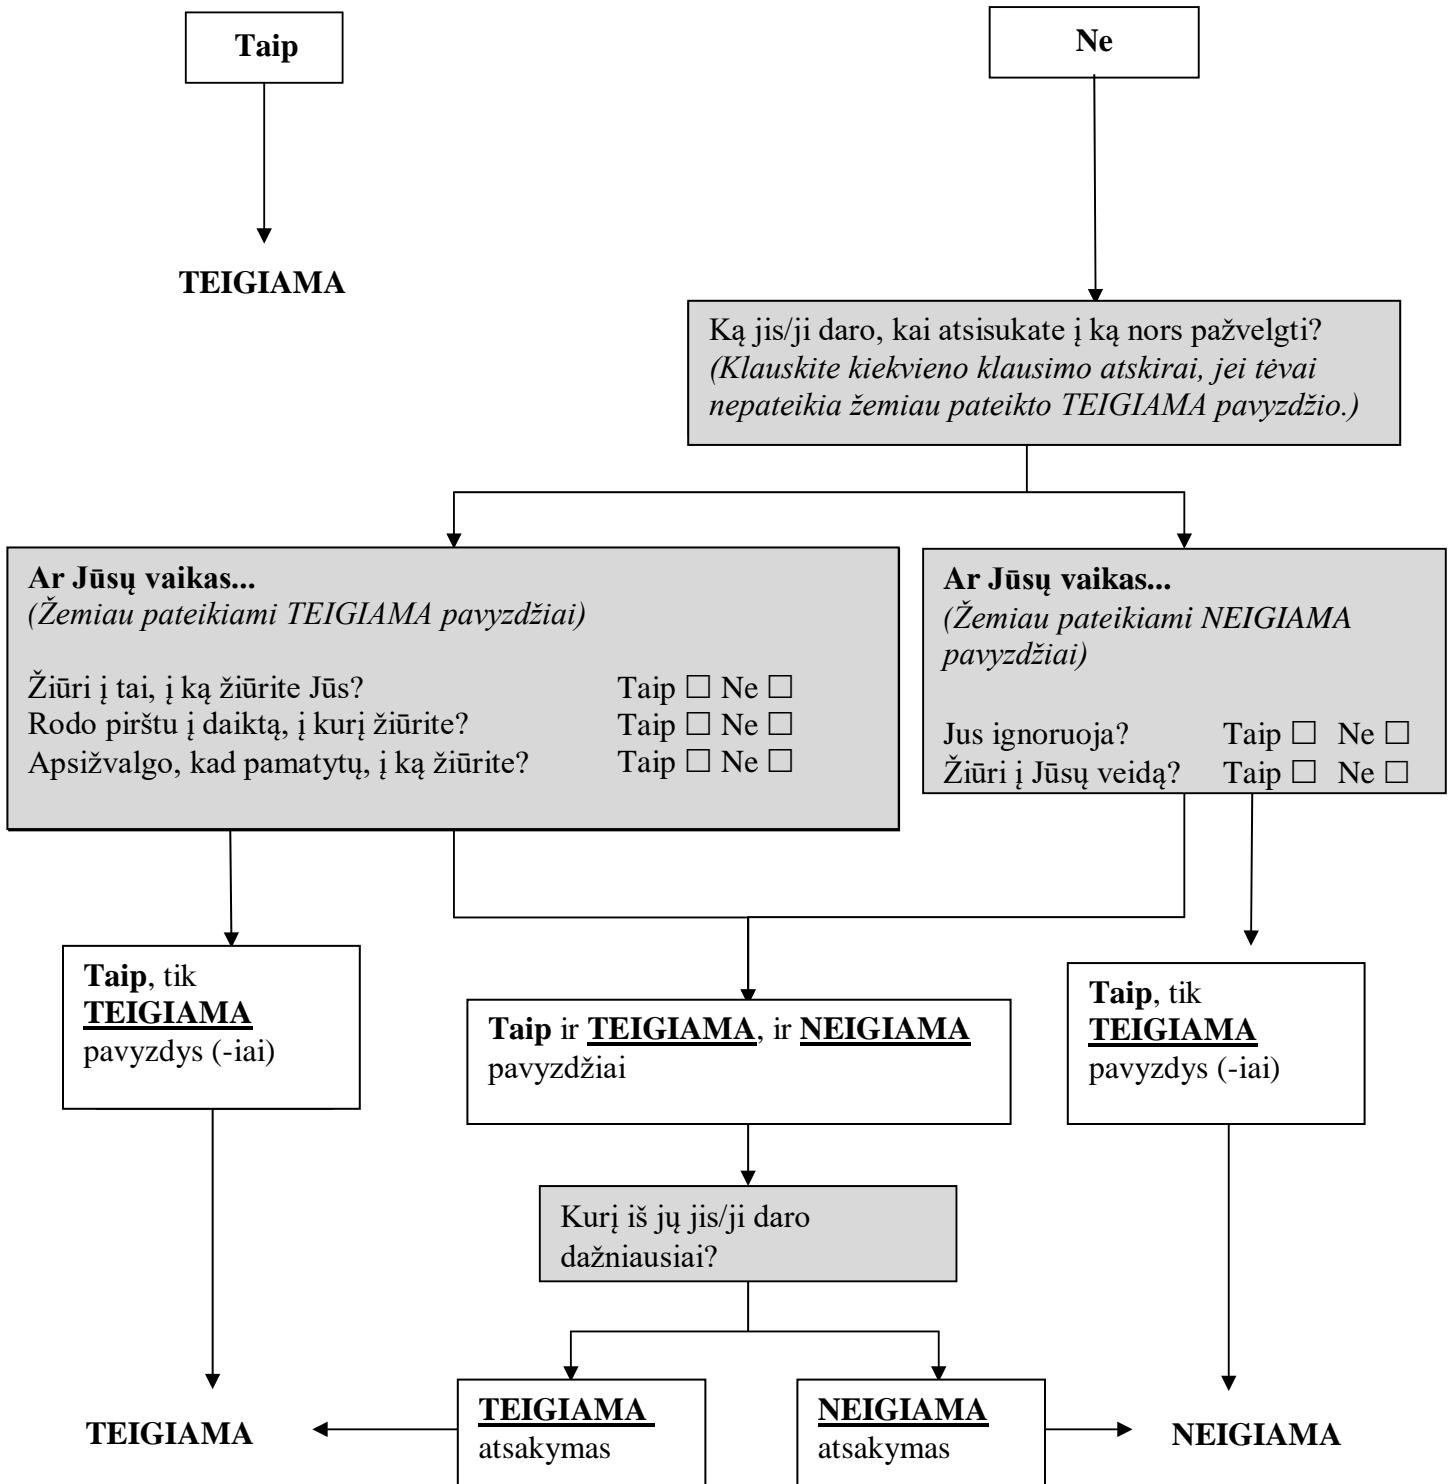 Taip
Ne
TEIGIAMA
Ką jis/ji daro, kai atsisukate į ką nors pažvelgti?
(Klauskite kiekvieno klausimo atskirai, jei tėvai
nepateikia žemiau pateikto TEIGIAMA pavyzdžio.)
Ar Jūsų vaikas...
(Žemiau pateikiami TEIGIAMA pavyzdžiai)
Žiūri į tai, į ką žiūrite Jūs? Taip ☐ Ne ☐
Rodo pirštu į daiktą, į kurį žiūrite? Taip ☐ Ne ☐
Apsižvalgo, kad pamatytų, į ką žiūrite? Taip ☐ Ne ☐
Ar Jūsų vaikas...
(Žemiau pateikiami NEIGIAMA
pavyzdžiai)
Jus ignoruoja? Taip ☐ Ne ☐
Žiūri į Jūsų veidą? Taip ☐ Ne ☐
Taip, tik
TEIGIAMA
pavyzdys (-iai)
Taip ir TEIGIAMA, ir NEIGIAMA
pavyzdžiai
Taip, tik
TEIGIAMA
pavyzdys (-iai)
Kurį iš jų jis/ji daro
dažniausiai?
TEIGIAMA
TEIGIAMA
atsakymas
NEIGIAMA
atsakymas
NEIGIAMA